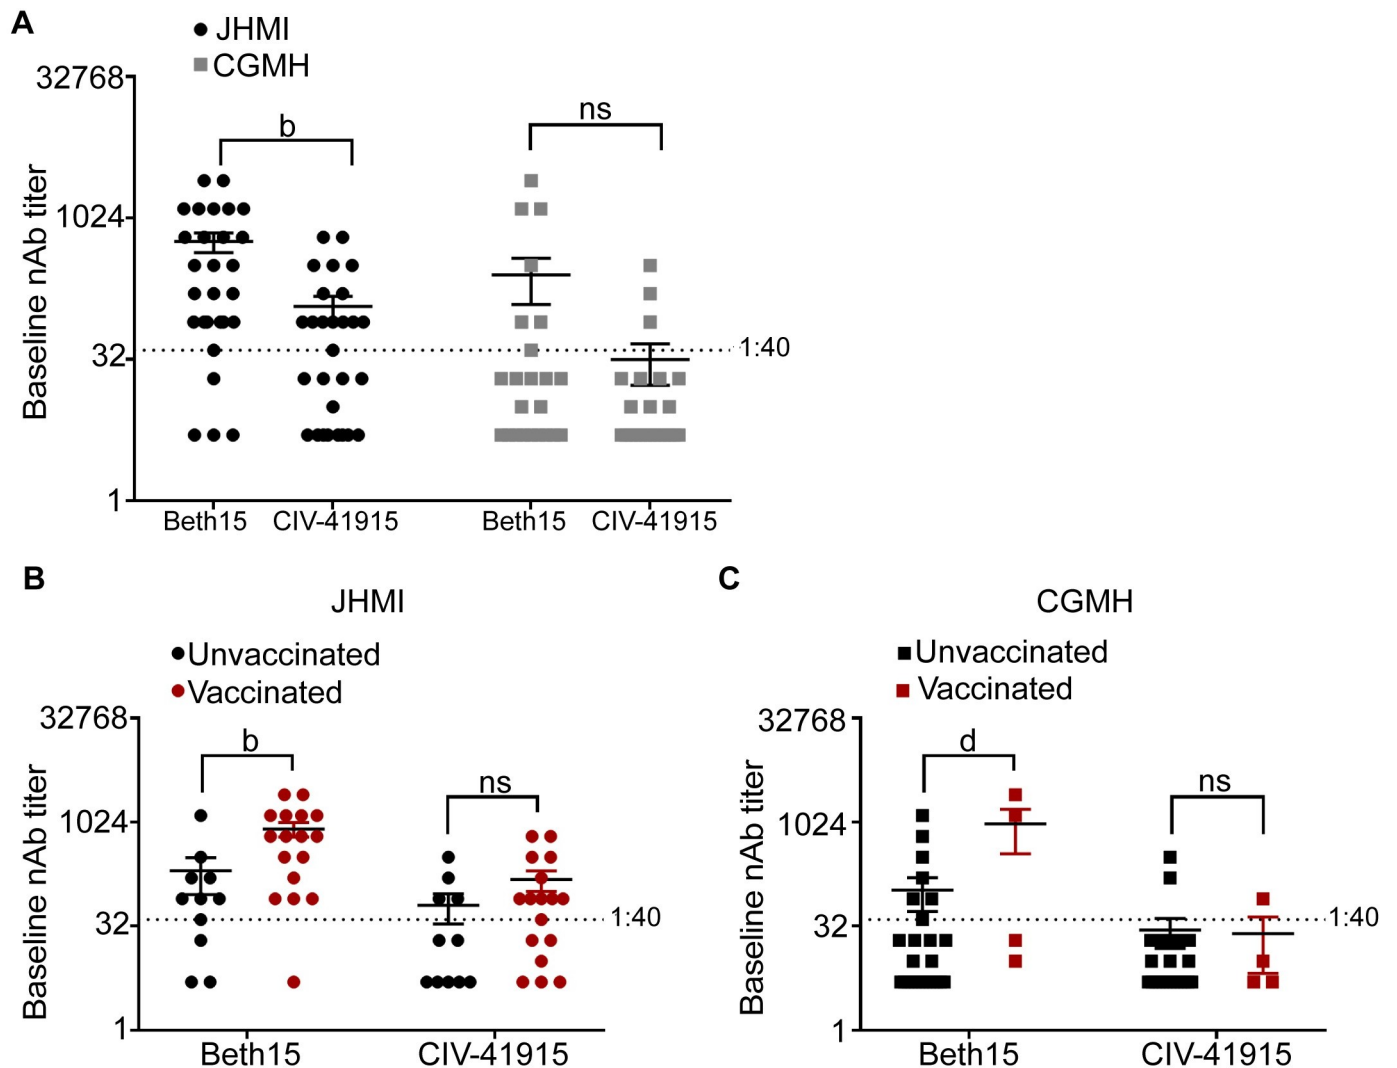 A
JHMI
CGMH
32768
1024
32
1
Baseline nAb titer
b
ns
1:40
Beth15 CIV-41915 Beth15 CIV-41915
B
JHMI
Unvaccinated
Vaccinated
32768
1024
32
1
Baseline nAb titer
b
ns
1:40
Beth15 CIV-41915
C
CGMH
Unvaccinated
Vaccinated
32768
1024
32
1
Baseline nAb titer
d
ns
1:40
Beth15 CIV-41915